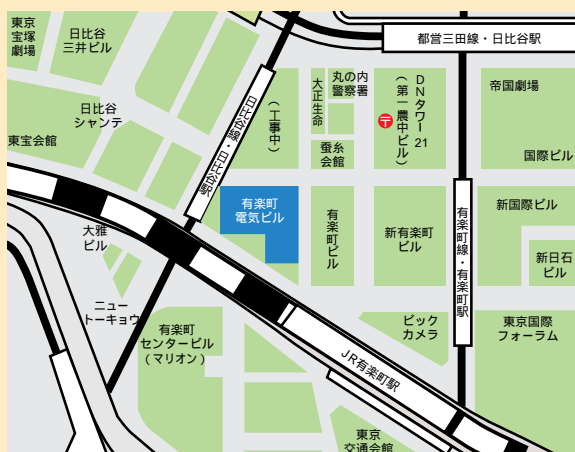 東京
宝塚
劇場
日比谷
三井ビル
都営三田線・日比谷駅
日比谷線・日比谷駅
（工事中）
大正生命
丸の内
警察署
DNタワー21
（第一農中ビル）
〒
帝国劇場
日比谷
シャンテ
東宝会館
蚕糸
会館
国際ビル
有楽町
電気ビル
有楽町ビル
新有楽町
ビル
有楽町線・有楽町駅
新国際ビル
大雅
ビル
新日石
ビル
ニュー
トーキョウ
有楽町
センタービル
（マリオン）
ビック
カメラ
東京国際
フォーラム
JR有楽町駅
東京
交通会館